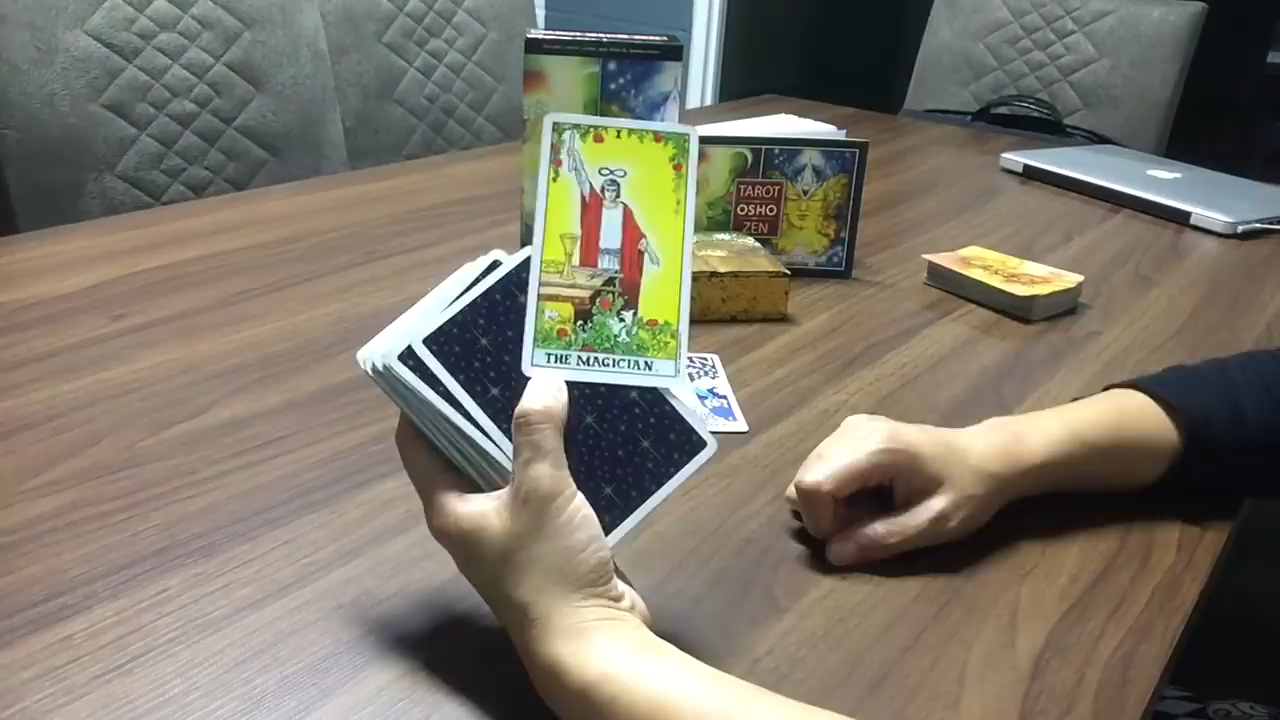 I
THE MAGICIAN.
TAROT
OSHO
ZEN